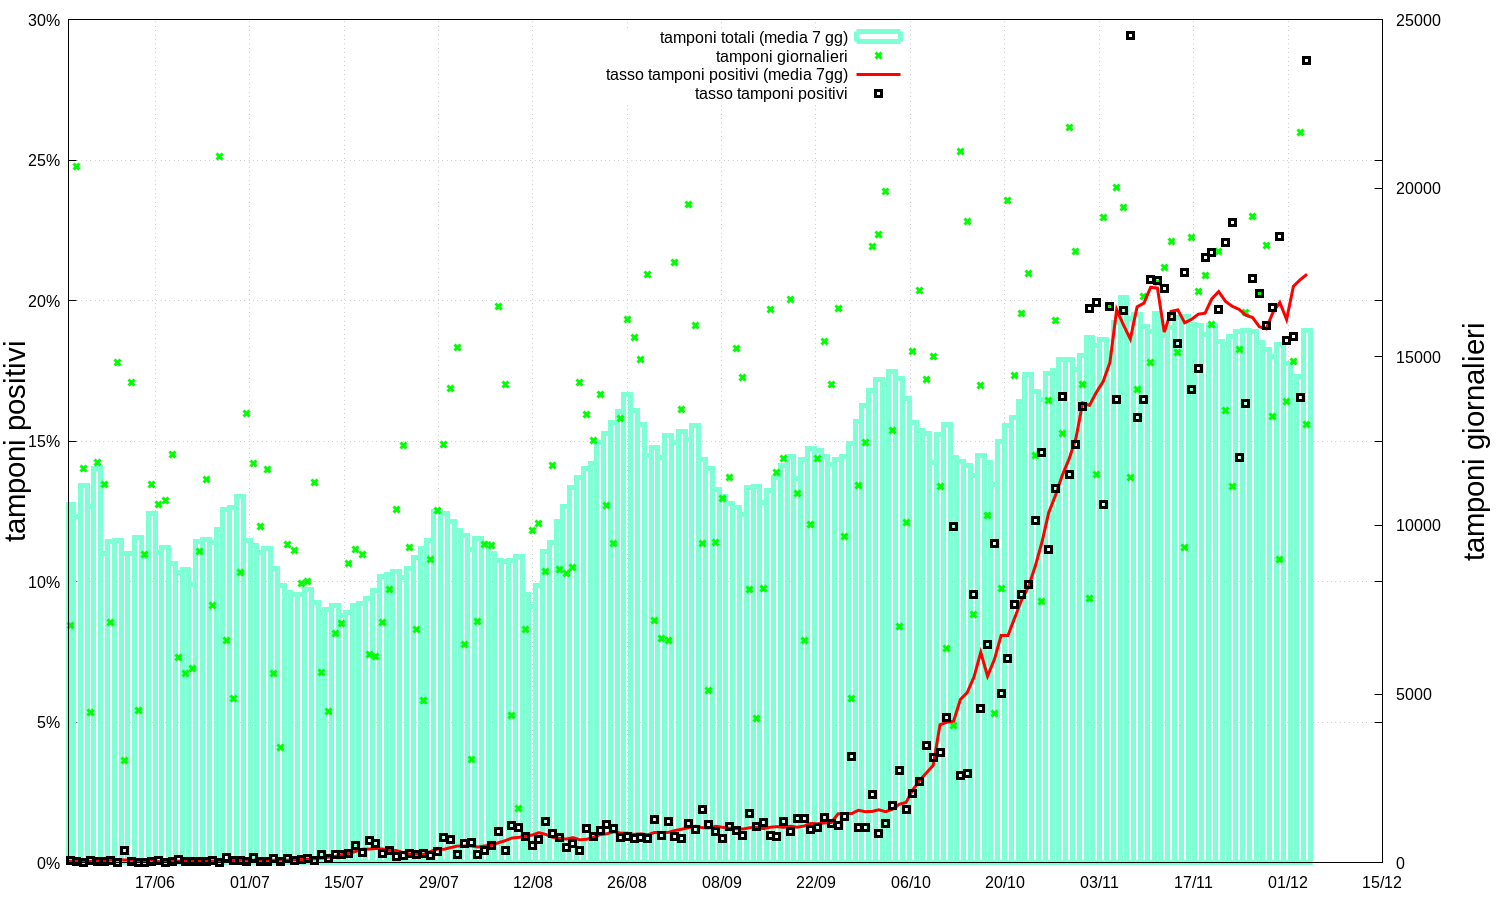 tamponi totali (media 7 gg)
tamponi giornalieri
tasso tamponi positivi (media 7gg)
tasso tamponi positivi
30%
25%
20%
15%
10%
5%
0%
tamponi positivi
25000
20000
15000
10000
5000
0
tamponi giornalieri
17/06 01/07 15/07 29/07 12/08 26/08 08/09 22/09 06/10 20/10 03/11 17/11 01/12 15/12